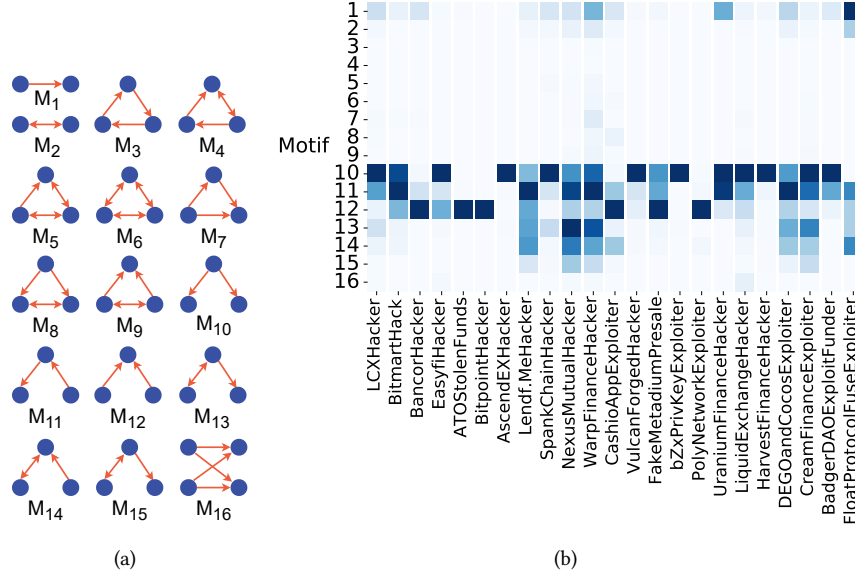 M1
M2
M3
M4
M5
M6
M7
M8
M9
M10
M11
M12
M13
M14
M15
M16
(a)
Motif
1
2
3
4
5
6
7
8
9
10
11
12
13
14
15
16
LCXHacker
BitmartHack
BancorHacker
EasyfiHacker
ATOStolenFunds
BitpointHacker
AscendEXHacker
Lendf.MeHacker
SpankChainHacker
NexusMutualHacker
WarpFinanceHacker
CashioAppExploiter
VulcanForgedHacker
FakeMetadiumPresale
bZxPrivKeyExploiter
PolyNetworkExploiter
UraniumFinanceHacker
LiquidExchangeHacker
HarvestFinanceHacker
DEGOandCocosExploiter
CreamFinanceExploiter
BadgerDAOExploitFunder
FloatProtocolFuseExploiter
(b)